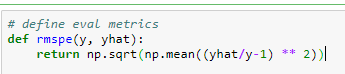 # define eval metrics
def rmspe(y, yhat):
    return np.sqrt(np.mean((yhat/y-1) ** 2))